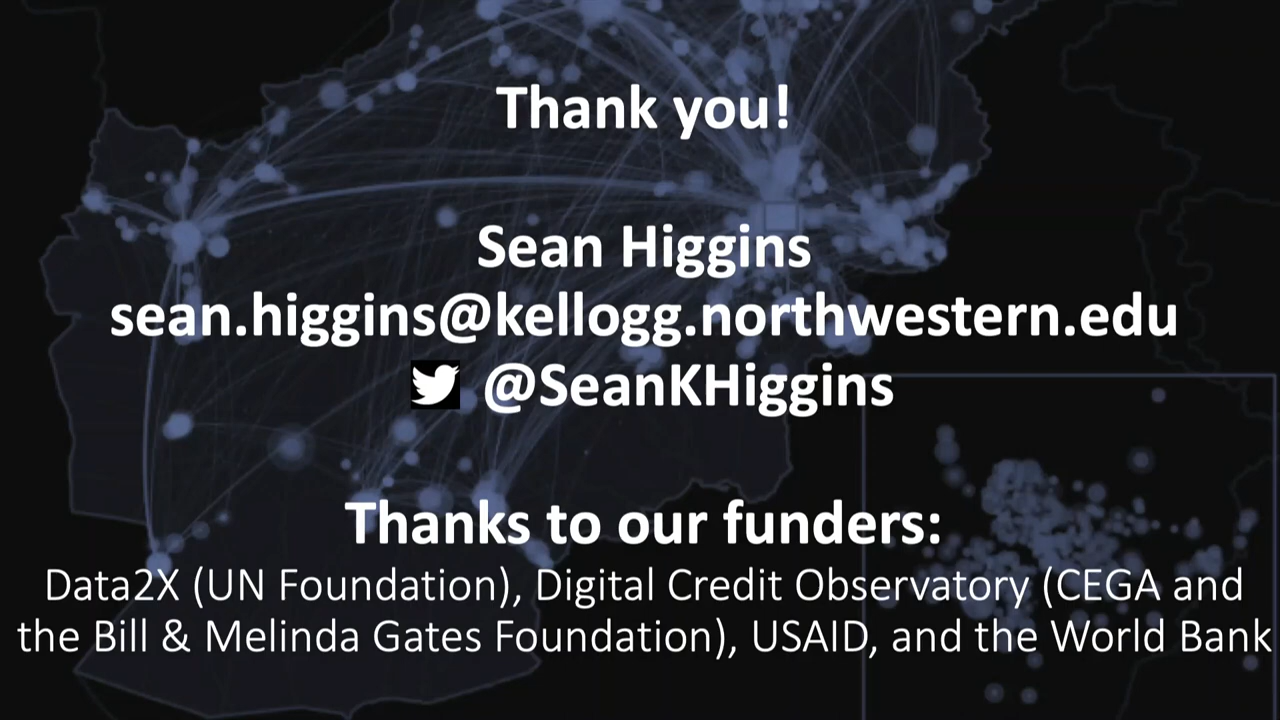 Thank you!
Sean Higgins
sean.higgins@kellogg.northwestern.edu
@SeanKHiggins
Thanks to our funders:
Data2X (UN Foundation), Digital Credit Observatory (CEGA and
the Bill & Melinda Gates Foundation), USAID, and the World Bank